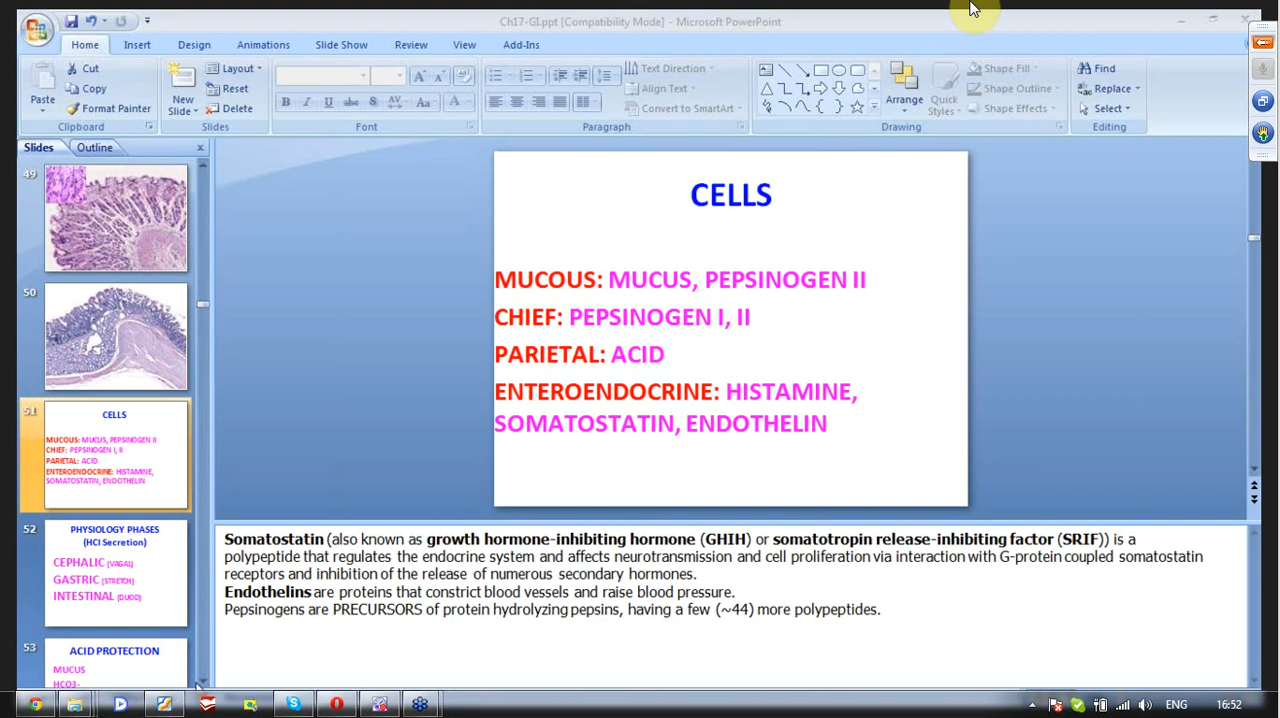 Ch17-GI.ppt [Compatibility Mode] - Microsoft PowerPoint
Home Insert Design Animations Slide Show Review View Add-Ins
Paste
Cut
Copy
Format Painter
Clipboard
New Slide
Layout
Reset
Delete
Slides
B I U abc S AV Aa A
Font
Text Direction
Align Text
Convert to SmartArt
Paragraph
Arrange
Quick Styles
Shape Fill
Shape Outline
Shape Effects
Drawing
Find
Replace
Select
Editing
Slides Outline
49
50
51
CELLS
MUCOUS: MUCUS, PEPSINOGEN II
CHIEF: PEPSINOGEN I, II
PARIETAL: ACID
ENTEROENDOCRINE: HISTAMINE,
SOMATOSTATIN, ENDOTHELIN
52
PHYSIOLOGY PHASES
(HCl Secretion)
CEPHALIC (VAGAL)
GASTRIC (STRETCH)
INTESTINAL (DUOD)
53
ACID PROTECTION
MUCUS
HCO3-
CELLS
MUCOUS: MUCUS, PEPSINOGEN II
CHIEF: PEPSINOGEN I, II
PARIETAL: ACID
ENTEROENDOCRINE: HISTAMINE,
SOMATOSTATIN, ENDOTHELIN
Somatostatin (also known as growth hormone-inhibiting hormone (GHIH) or somatotropin release-inhibiting factor (SRIF)) is a
polypeptide that regulates the endocrine system and affects neurotransmission and cell proliferation via interaction with G-protein coupled somatostatin
receptors and inhibition of the release of numerous secondary hormones.
Endothelins are proteins that constrict blood vessels and raise blood pressure.
Pepsinogens are PRECURSORS of protein hydrolyzing pepsins, having a few (~44) more polypeptides.
ENG 16:52